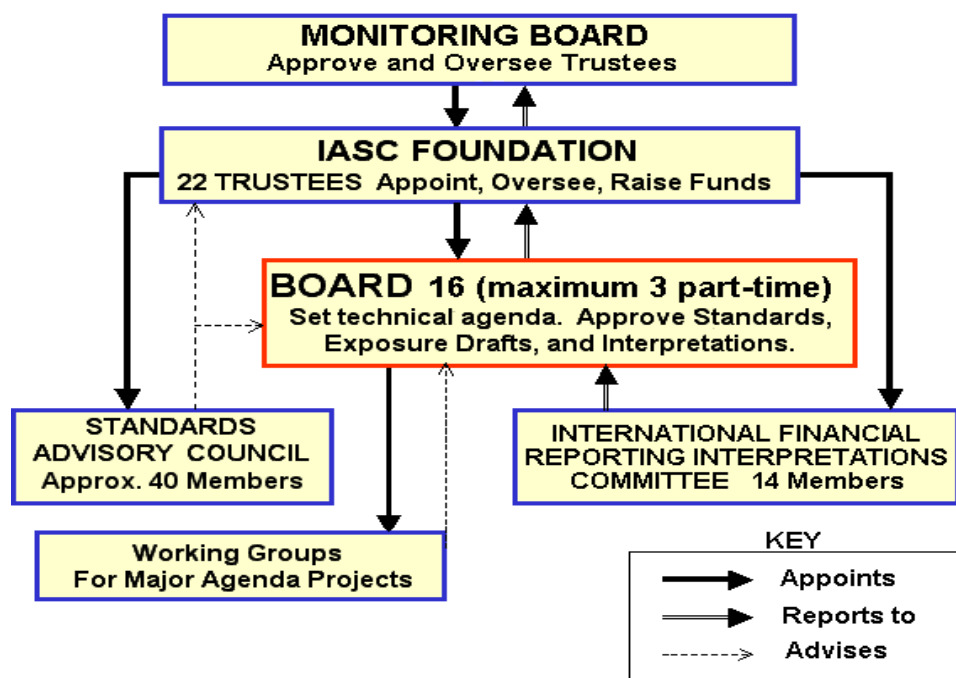 MONITORING BOARD
Approve and Oversee Trustees
IASC FOUNDATION
22 TRUSTEES Appoint, Oversee, Raise Funds
BOARD 16 (maximum 3 part-time)
Set technical agenda. Approve Standards,
Exposure Drafts, and Interpretations.
STANDARDS
ADVISORY COUNCIL
Approx. 40 Members
INTERNATIONAL FINANCIAL
REPORTING INTERPRETATIONS
COMMITTEE 14 Members
Working Groups
For Major Agenda Projects
KEY
Appoints
Reports to
Advises